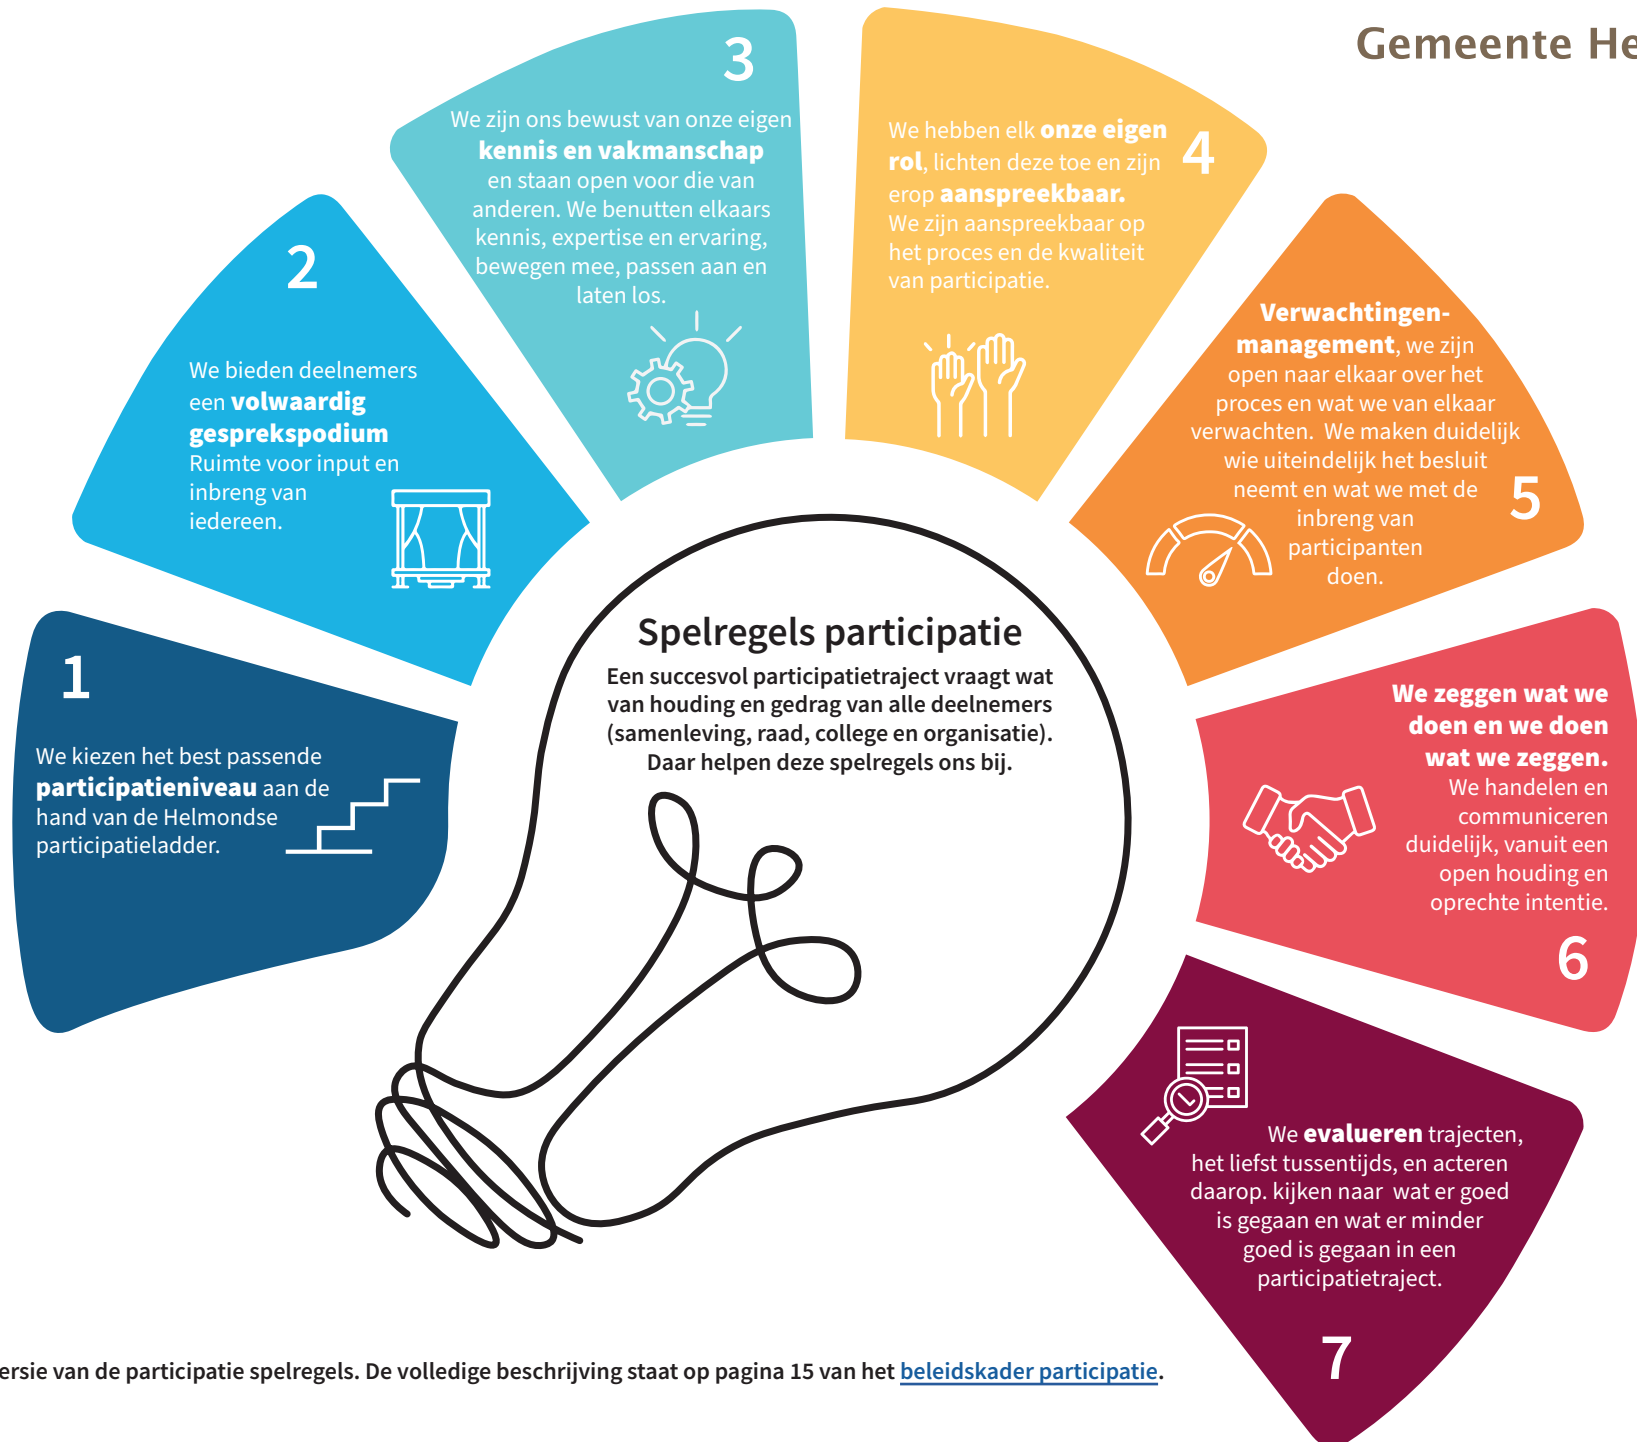 Gemeente He
1
We kiezen het best passende
participatieniveau aan de
hand van de Helmondse
participatieladder.
2
We bieden deelnemers
een volwaardig
gesprekspodium
Ruimte voor input en
inbreng van
iedereen.
3
We zijn ons bewust van onze eigen
kennis en vakmanschap
en staan open voor die van
anderen. We benutten elkaars
kennis, expertise en ervaring,
bewegen mee, passen aan en
laten los.
4
We hebben elk onze eigen
rol, lichten deze toe en zijn
erop aanspreekbaar.
We zijn aanspreekbaar op
het proces en de kwaliteit
van participatie.
Verwachtingen-
management, we zijn
open naar elkaar over het
proces en wat we van elkaar
verwachten. We maken duidelijk
wie uiteindelijk het besluit
neemt en wat we met de
inbreng van
participanten
doen.
5
We zeggen wat we
doen en we doen
wat we zeggen.
We handelen en
communiceren
duidelijk, vanuit een
open houding en
oprechte intentie.
6
We evalueren trajecten,
het liefst tussentijds, en acteren
daarop. kijken naar wat er goed
is gegaan en wat er minder
goed is gegaan in een
participatietraject.
7
Spelregels participatie
Een succesvol participatietraject vraagt wat
van houding en gedrag van alle deelnemers
(samenleving, raad, college en organisatie).
Daar helpen deze spelregels ons bij.
ersie van de participatie spelregels. De volledige beschrijving staat op pagina 15 van het beleidskader participatie.